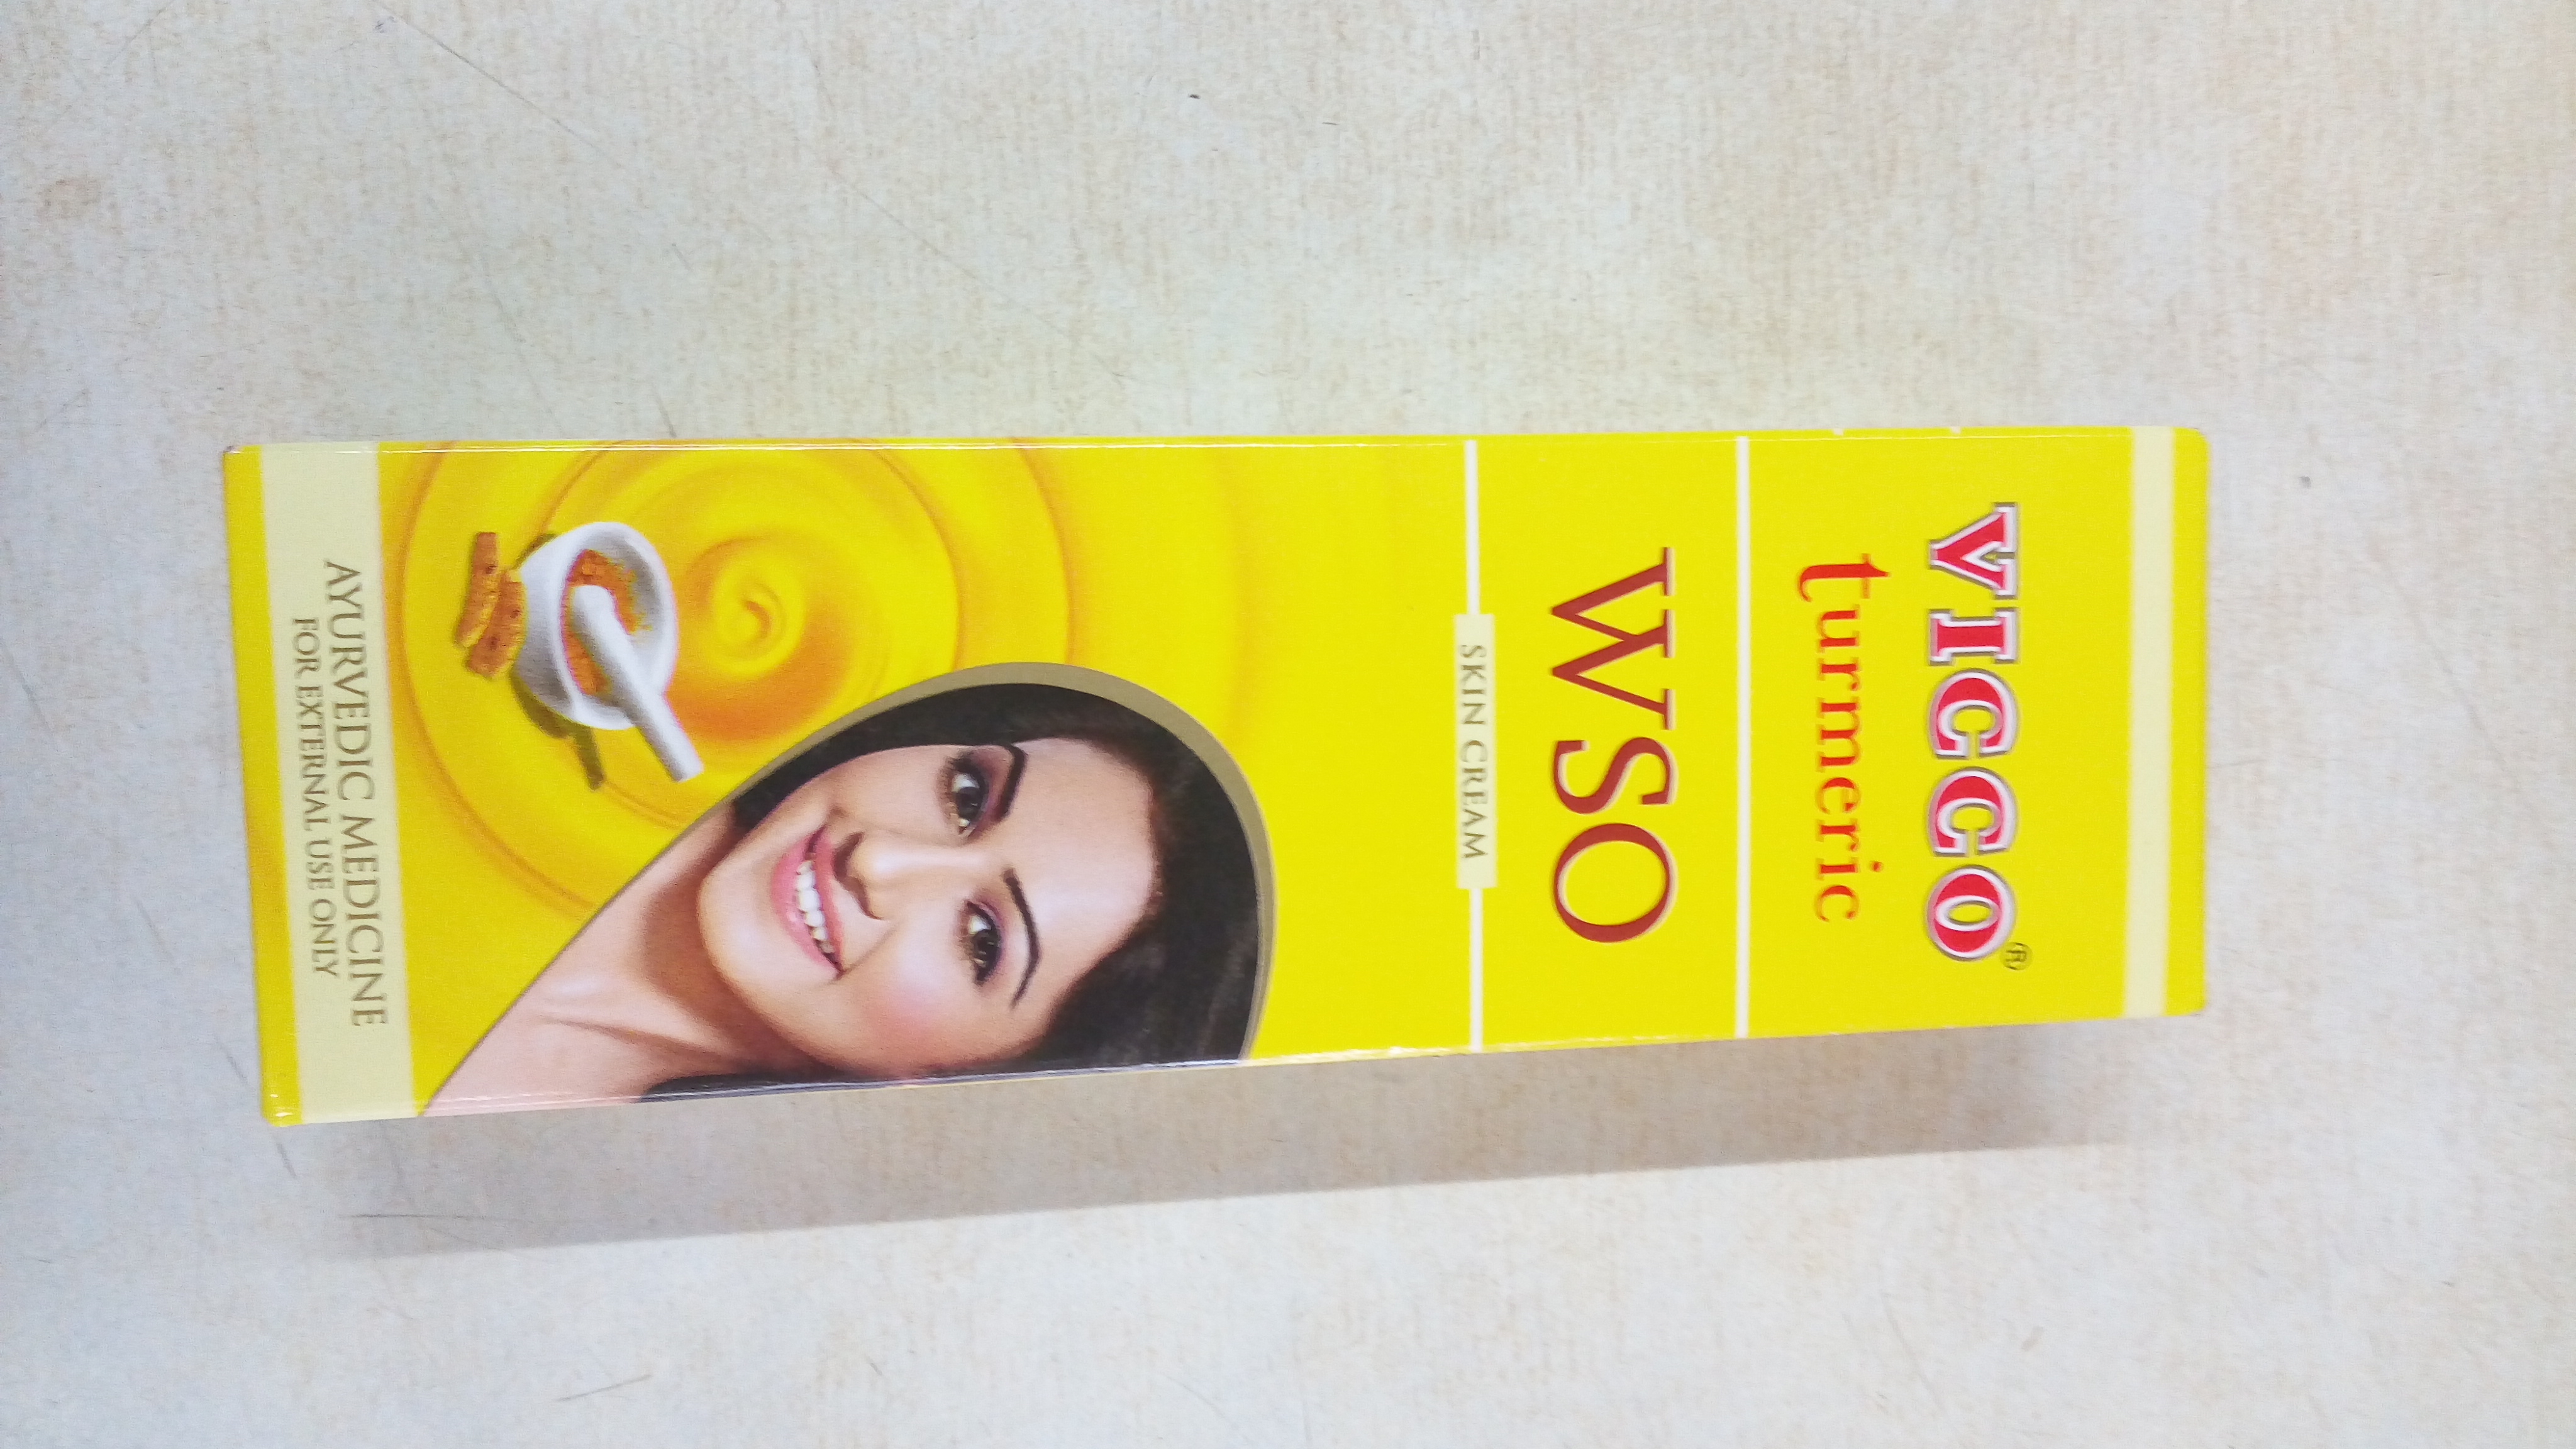 VICCO®
turmeric
WSO
SKIN CREAM
AYURVEDIC MEDICINE
FOR EXTERNAL USE ONLY